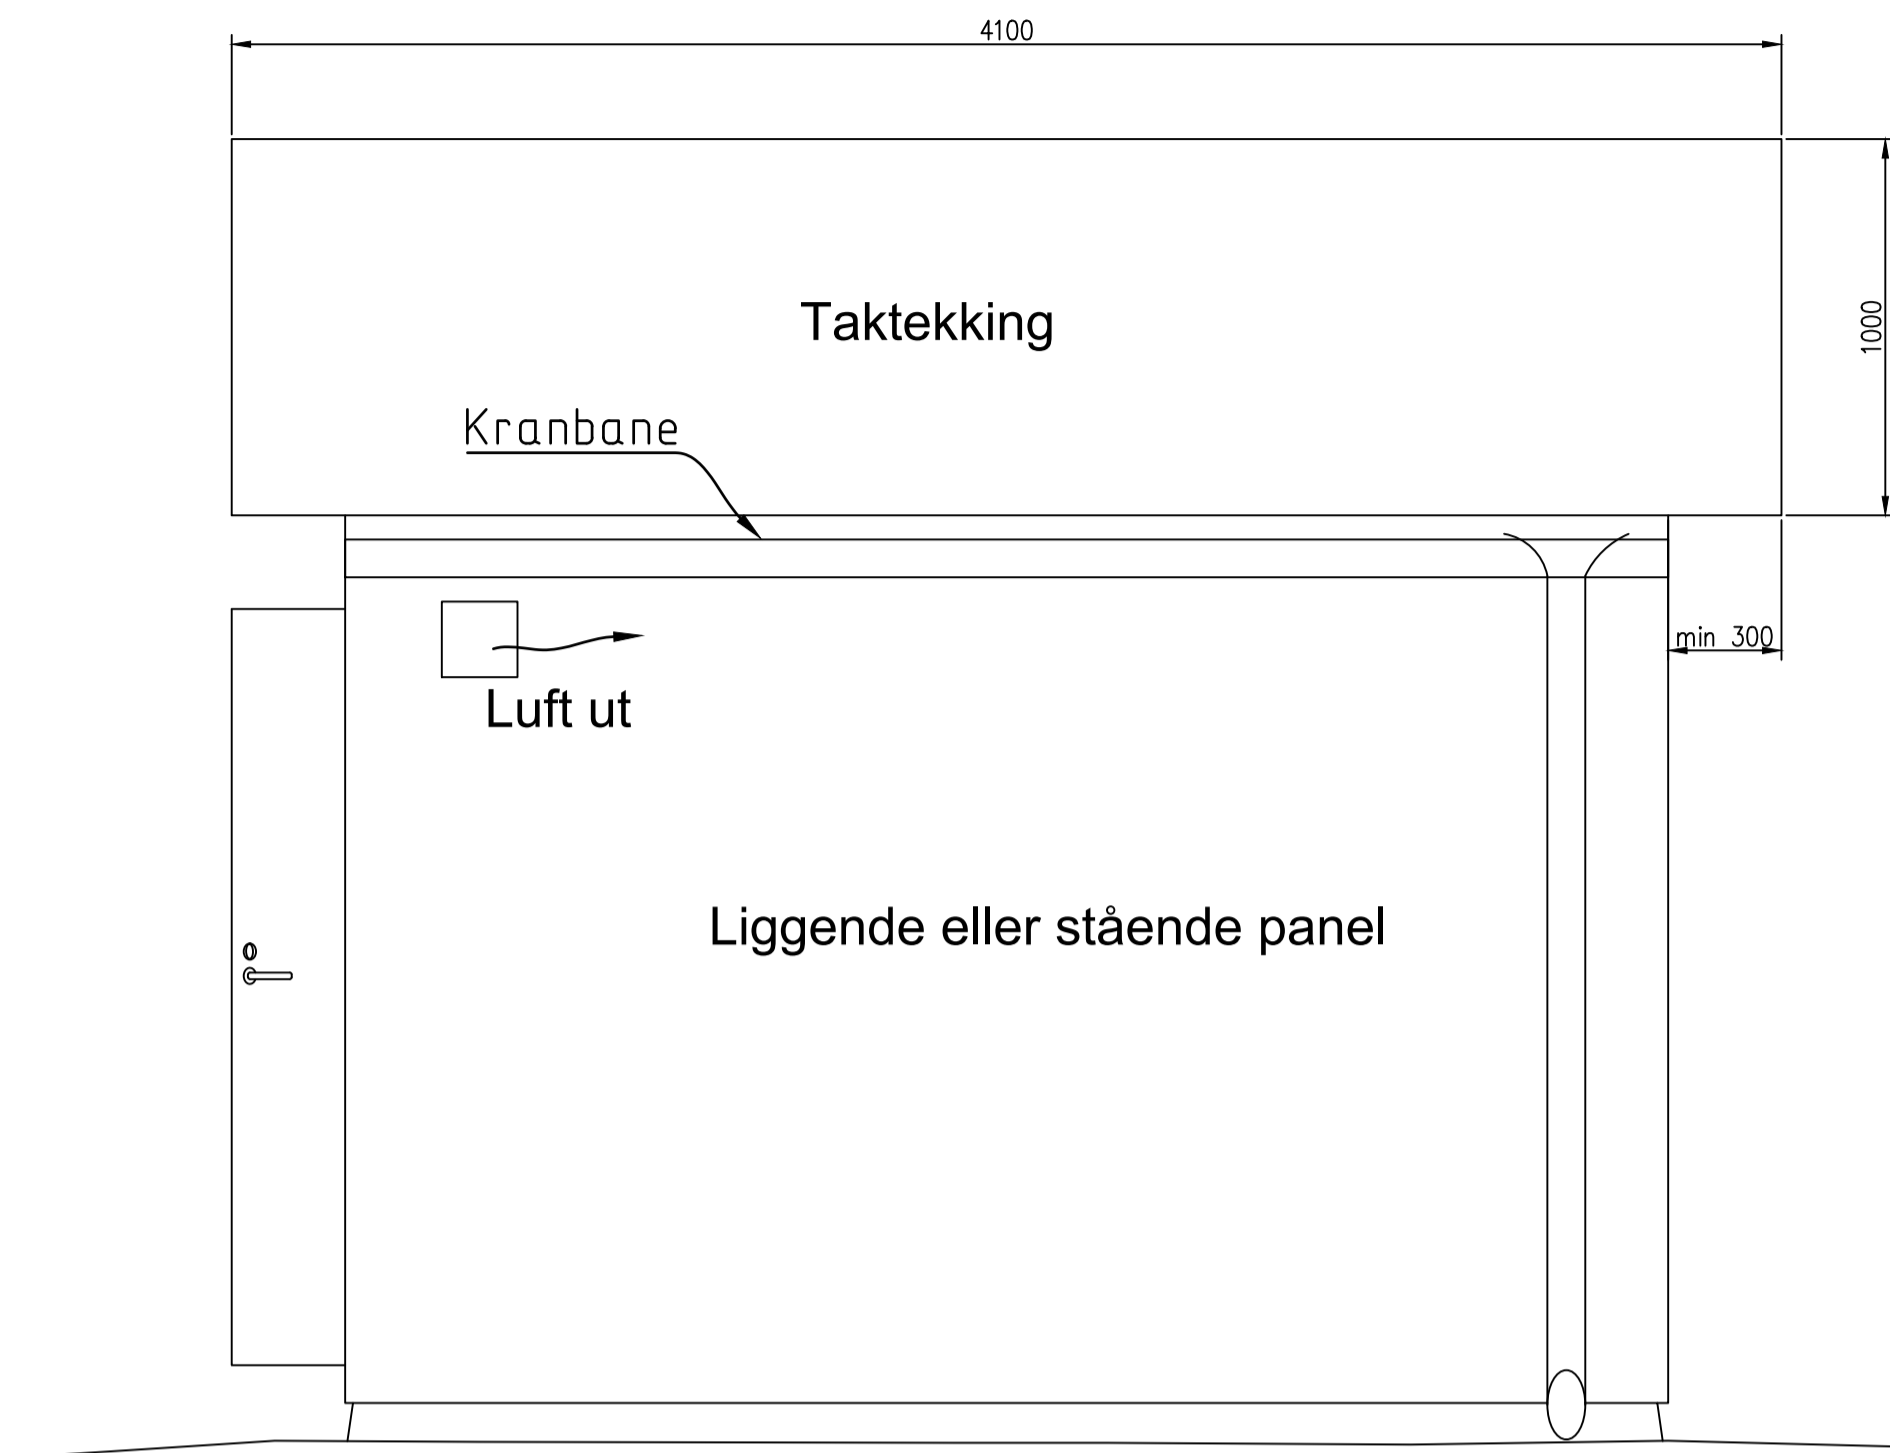 4100
Taktekking
1000
Kranbane
min 300
Luft ut
Liggende eller stående panel